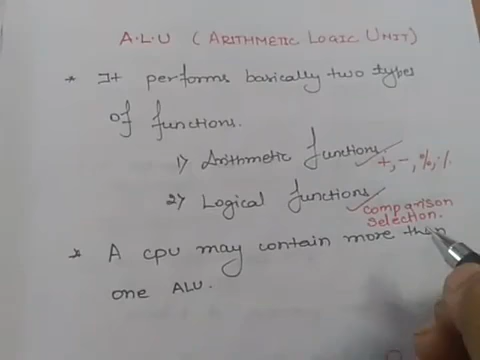 A.L.U (ARITHMETIC LOGIC UNIT)
* It performs basically two types
of functions.
1) Arithmetic functions. +, -, %, %.
2) Logical functions comparison
selection.
* A cpu may contain more than
one ALU.